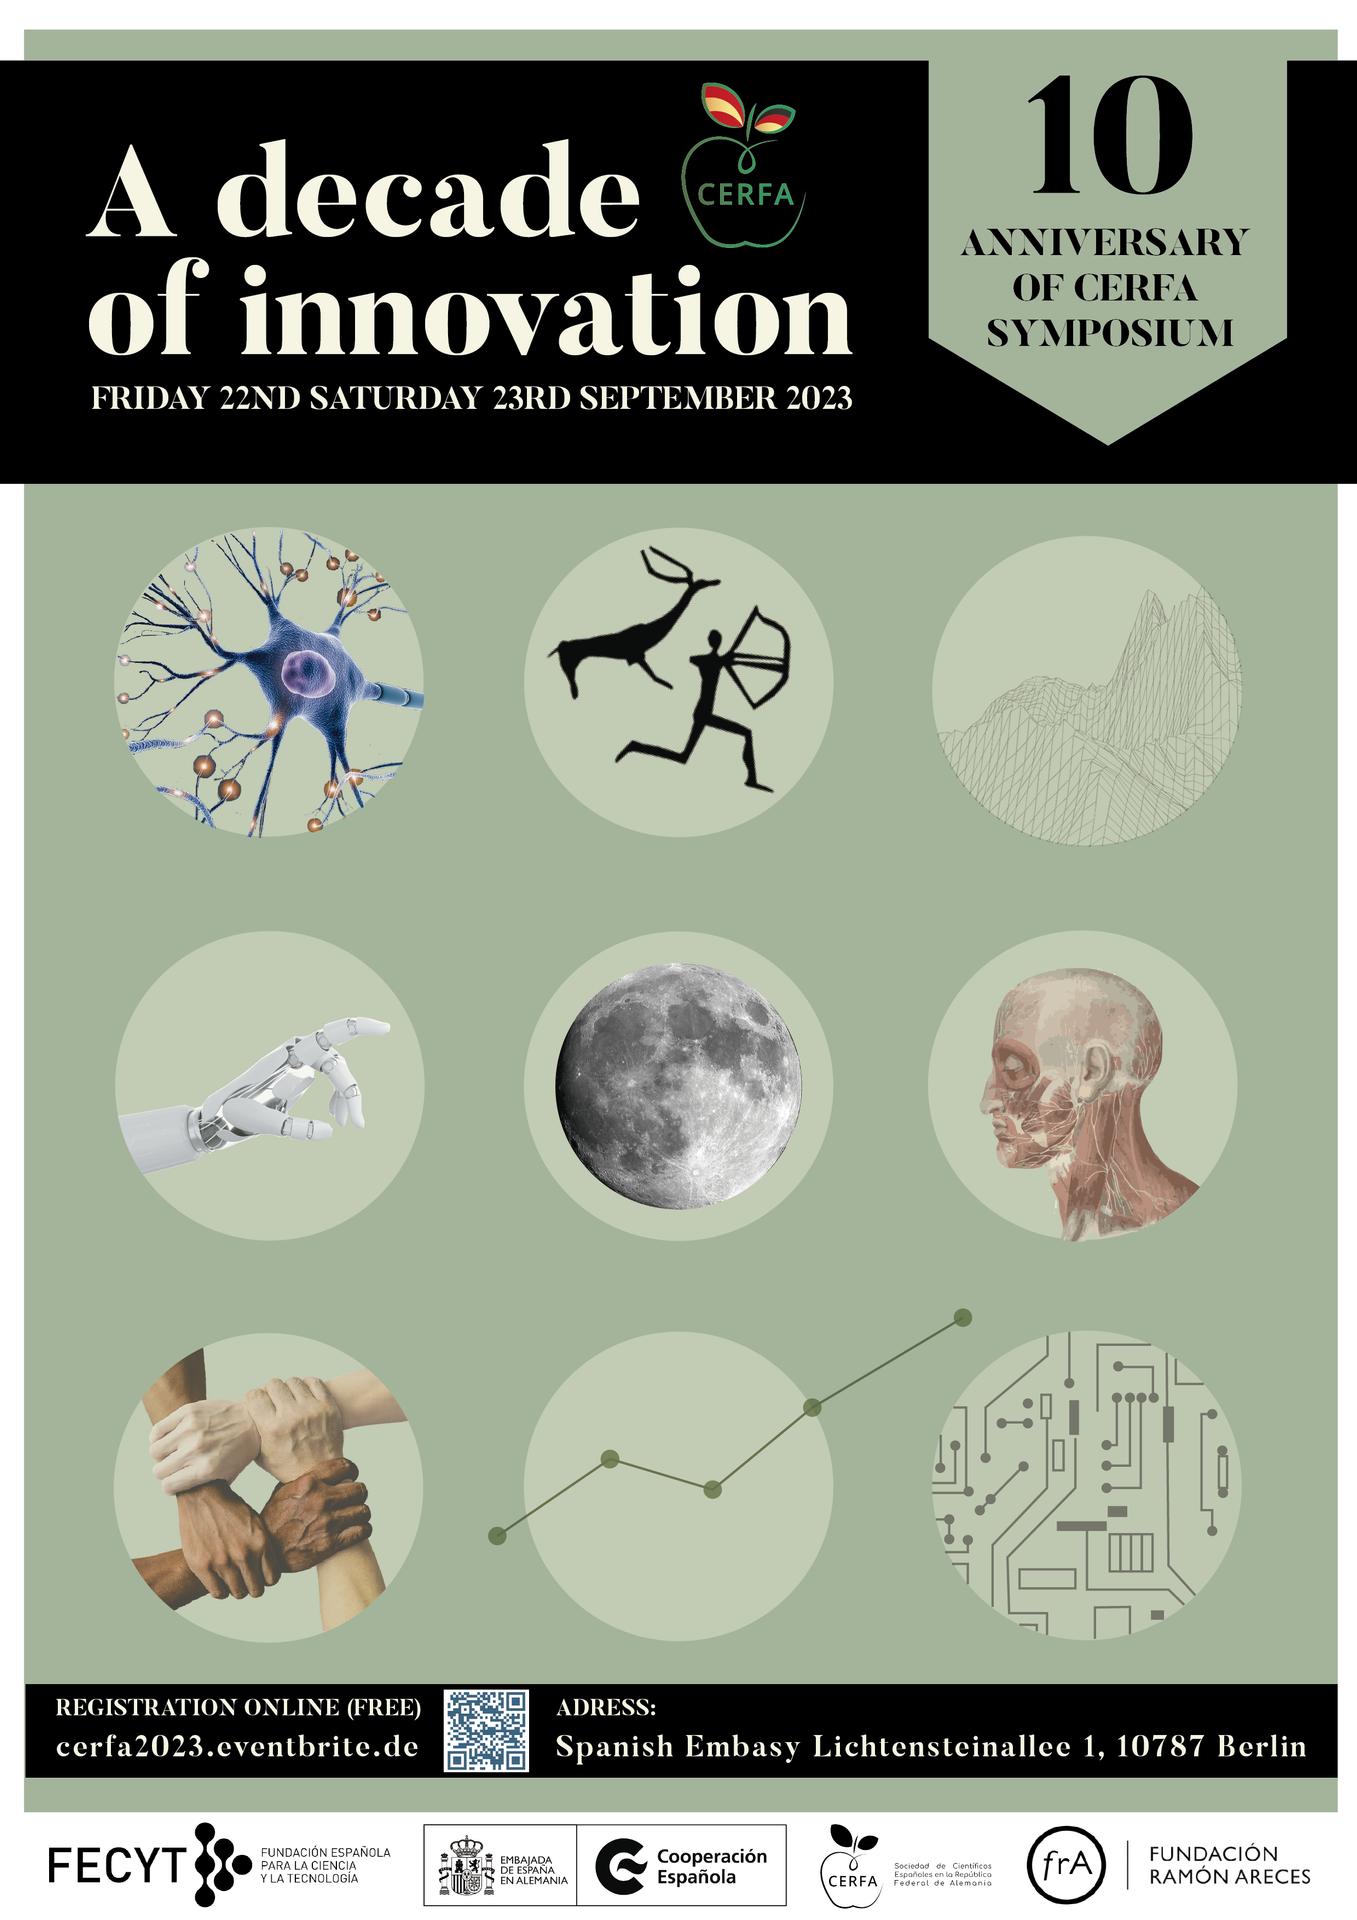 A decade
CERFA
of innovation
FRIDAY 22ND SATURDAY 23RD SEPTEMBER 2023
10
ANNIVERSARY
OF CERFA
SYMPOSIUM
REGISTRATION ONLINE (FREE)
cerfa2023.eventbrite.de
ADRESS:
Spanish Embasy Lichtensteinallee 1, 10787 Berlin
FECYT
FUNDACIÓN ESPAÑOLA
PARA LA CIENCIA
Y LA TECNOLOGÍA
EMBAJADA
DE ESPAÑA
EN ALEMANIA
Cooperación
Española
CERFA
Sociedad de Científicos
Españoles en la República
Federal de Alemania
frA
FUNDACIÓN
RAMÓN ARECES